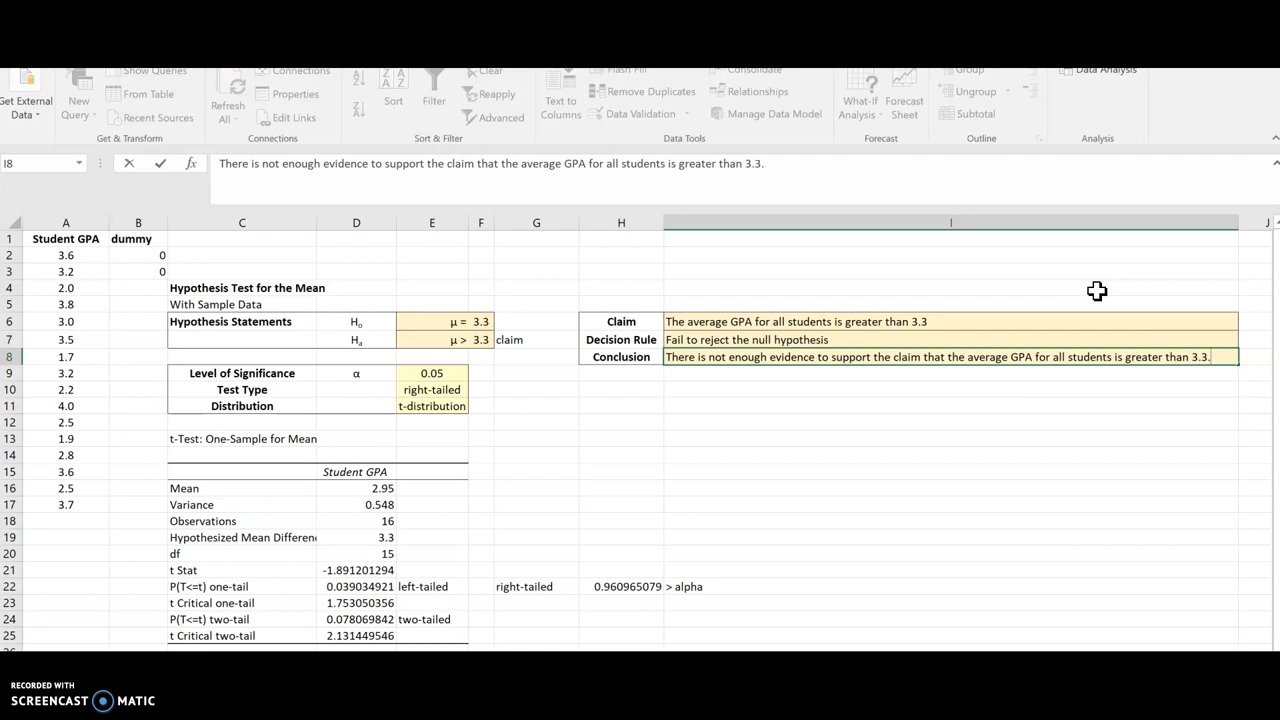 Show Queries
Connections
Clear
Flash Fill
Consolidate
Group
Data Analysis
Get External
Data
New
Query
From Table
Recent Sources
Refresh
All
Properties
Edit Links
Sort
Filter
Reapply
Advanced
Text to
Columns
Remove Duplicates
Data Validation
Relationships
Manage Data Model
What-If
Analysis
Forecast
Sheet
Ungroup
Subtotal
Get & Transform
Connections
Sort & Filter
Data Tools
Forecast
Outline
Analysis
I8 fx There is not enough evidence to support the claim that the average GPA for all students is greater than 3.3.
A B C D E F G H I J
1 Student GPA dummy
2 3.6 0
3 3.2 0
4 2.0 Hypothesis Test for the Mean
5 3.8 With Sample Data
6 3.0 Hypothesis Statements Ho μ = 3.3 Claim The average GPA for all students is greater than 3.3
7 3.5 Ha μ > 3.3 claim Decision Rule Fail to reject the null hypothesis
8 1.7 Conclusion There is not enough evidence to support the claim that the average GPA for all students is greater than 3.3.
9 3.2 Level of Significance α 0.05
10 2.2 Test Type right-tailed
11 4.0 Distribution t-distribution
12 2.5
13 1.9 t-Test: One-Sample for Mean
14 2.8
15 3.6 Student GPA
16 2.5 Mean 2.95
17 3.7 Variance 0.548
18 Observations 16
19 Hypothesized Mean Differenc 3.3
20 df 15
21 t Stat -1.891201294
22 P(T<=t) one-tail 0.039034921 left-tailed right-tailed 0.960965079 > alpha
23 t Critical one-tail 1.753050356
24 P(T<=t) two-tail 0.078069842 two-tailed
25 t Critical two-tail 2.131449546
RECORDED WITH
SCREENCAST MATIC